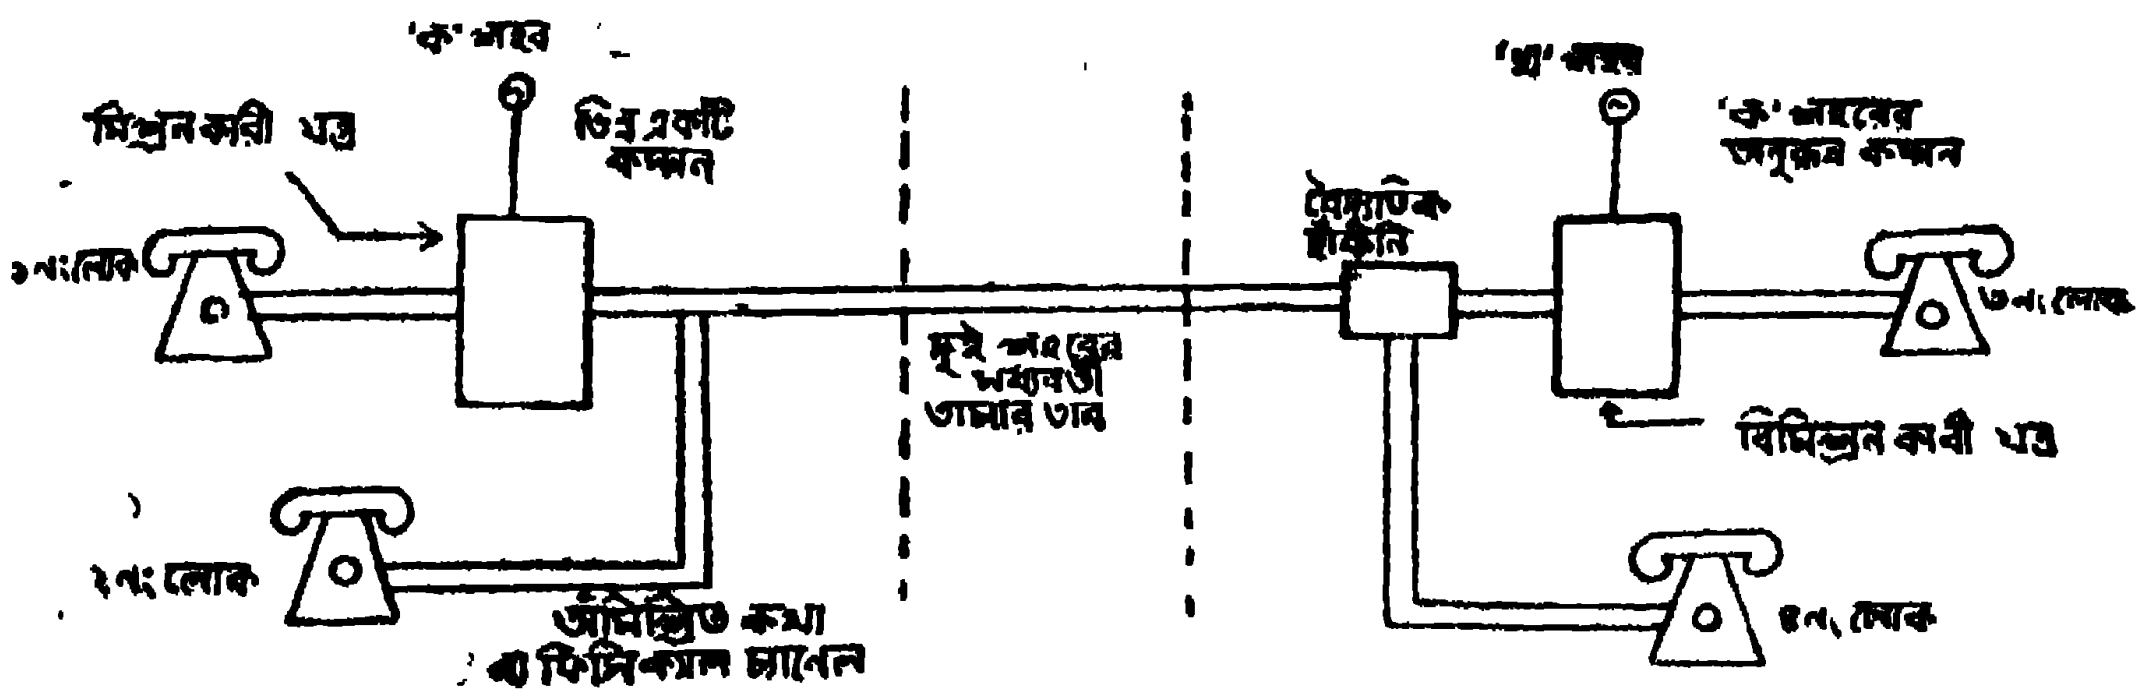 'ক' শহর
মিশ্রনকারী যন্ত্র
ভিন্ন একটি
কম্পন
১নং লোক
২নং লোক
অমিশ্রিত কথা
বা ফিসিক্যাল চ্যানেল
দুই শহরের
মধ্যবর্তী
তামার তার
'খ' শহর
'ক' শহরের
অনুরূপ কম্পন
বৈদ্যুতিক
ছাঁকনি
৩নং লোক
বিমিশ্রনকারী যন্ত্র
৪নং লোক